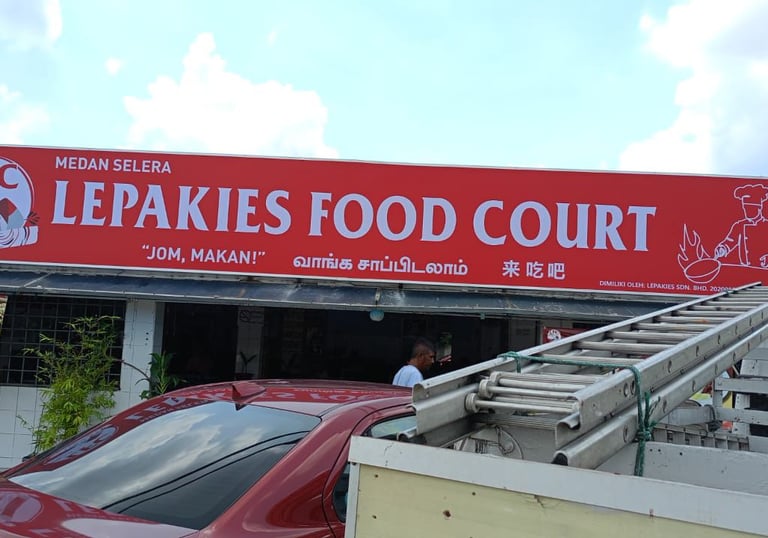 MEDAN SELERA
LEPAKIES FOOD COURT
“JOM, MAKAN!” வாங்க சாப்பிடலாம் 来吃吧
DIMILIKI OLEH: LEPAKIES SDN. BHD.